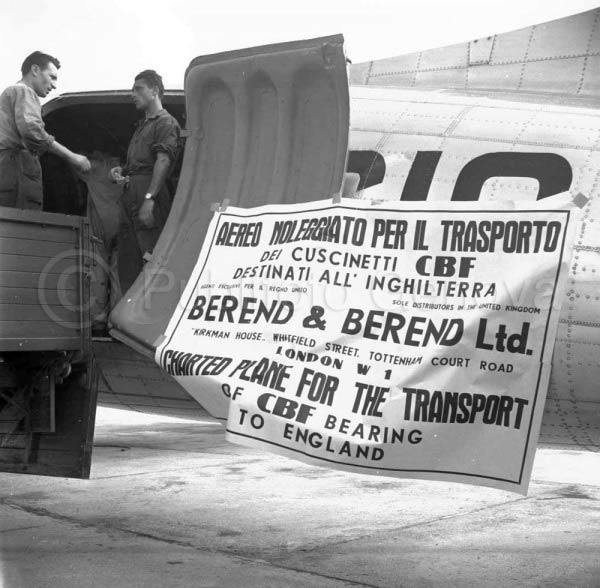 AEREO NOLEGGIATO PER IL TRASPORTO
DEI CUSCINETTI CBF
DESTINATI ALL' INGHILTERRA
AGENTI ESCLUSIVI PER IL REGNO UNITO
SOLE DISTRIBUTORS IN THE UNITED KINGDOM
BEREND & BEREND Ltd.
"KIRKMAN HOUSE., WHITFIELD STREET, TOTTENHAM COURT ROAD
LONDON W 1
CHARTED PLANE FOR THE TRANSPORT
OF CBF BEARING
TO ENGLAND